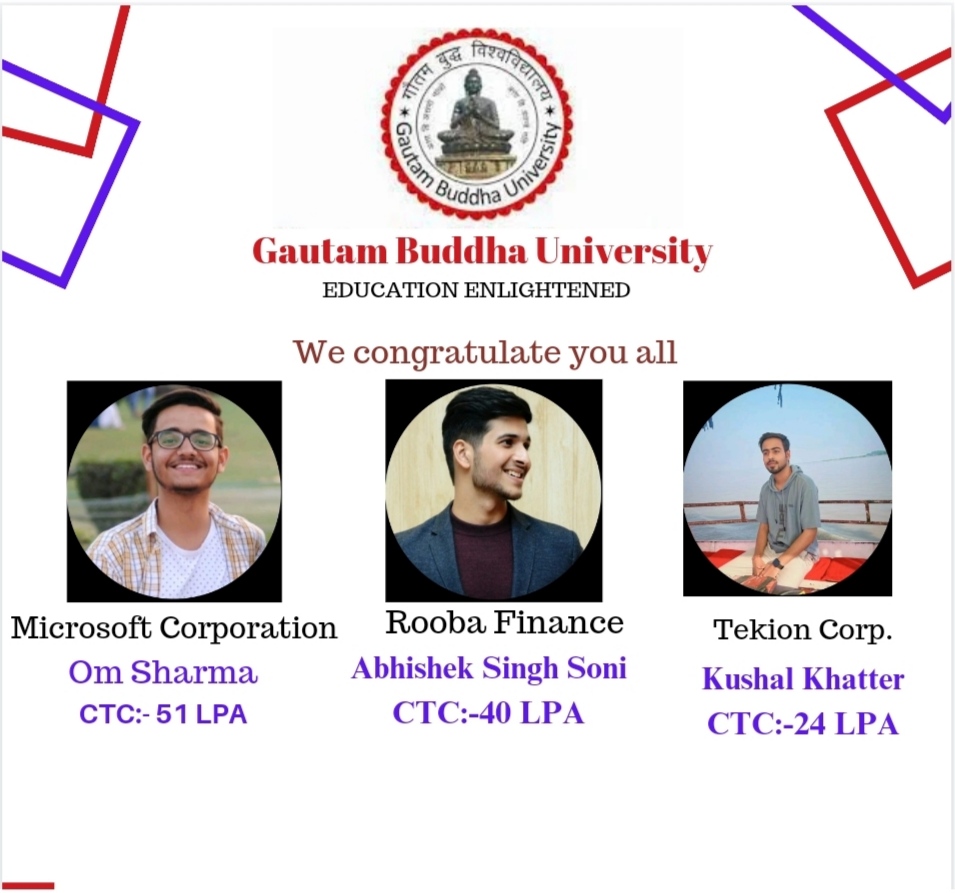 गौतम बुद्ध विश्वविद्यालय
Gautam Buddha University
Gautam Buddha University
EDUCATION ENLIGHTENED
We congratulate you all
Microsoft Corporation
Om Sharma
CTC:- 51 LPA
Rooba Finance
Abhishek Singh Soni
CTC:-40 LPA
Tekion Corp.
Kushal Khatter
CTC:-24 LPA